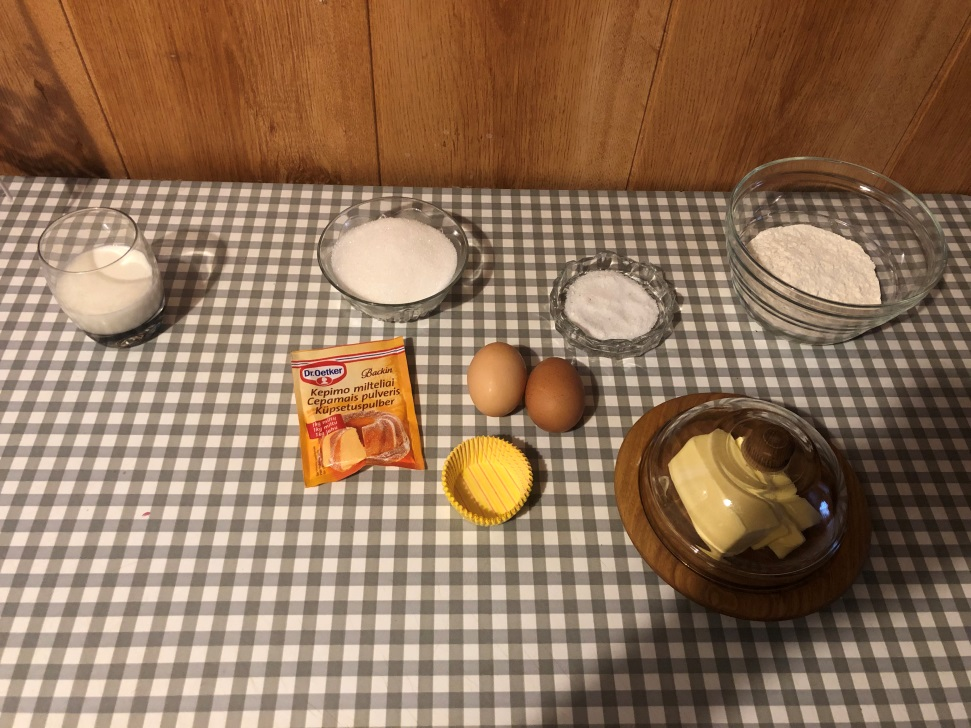 Dr.Oetker
Backin
Kepimo milteliai
Cepamais pulveris
Küpsetuspulber